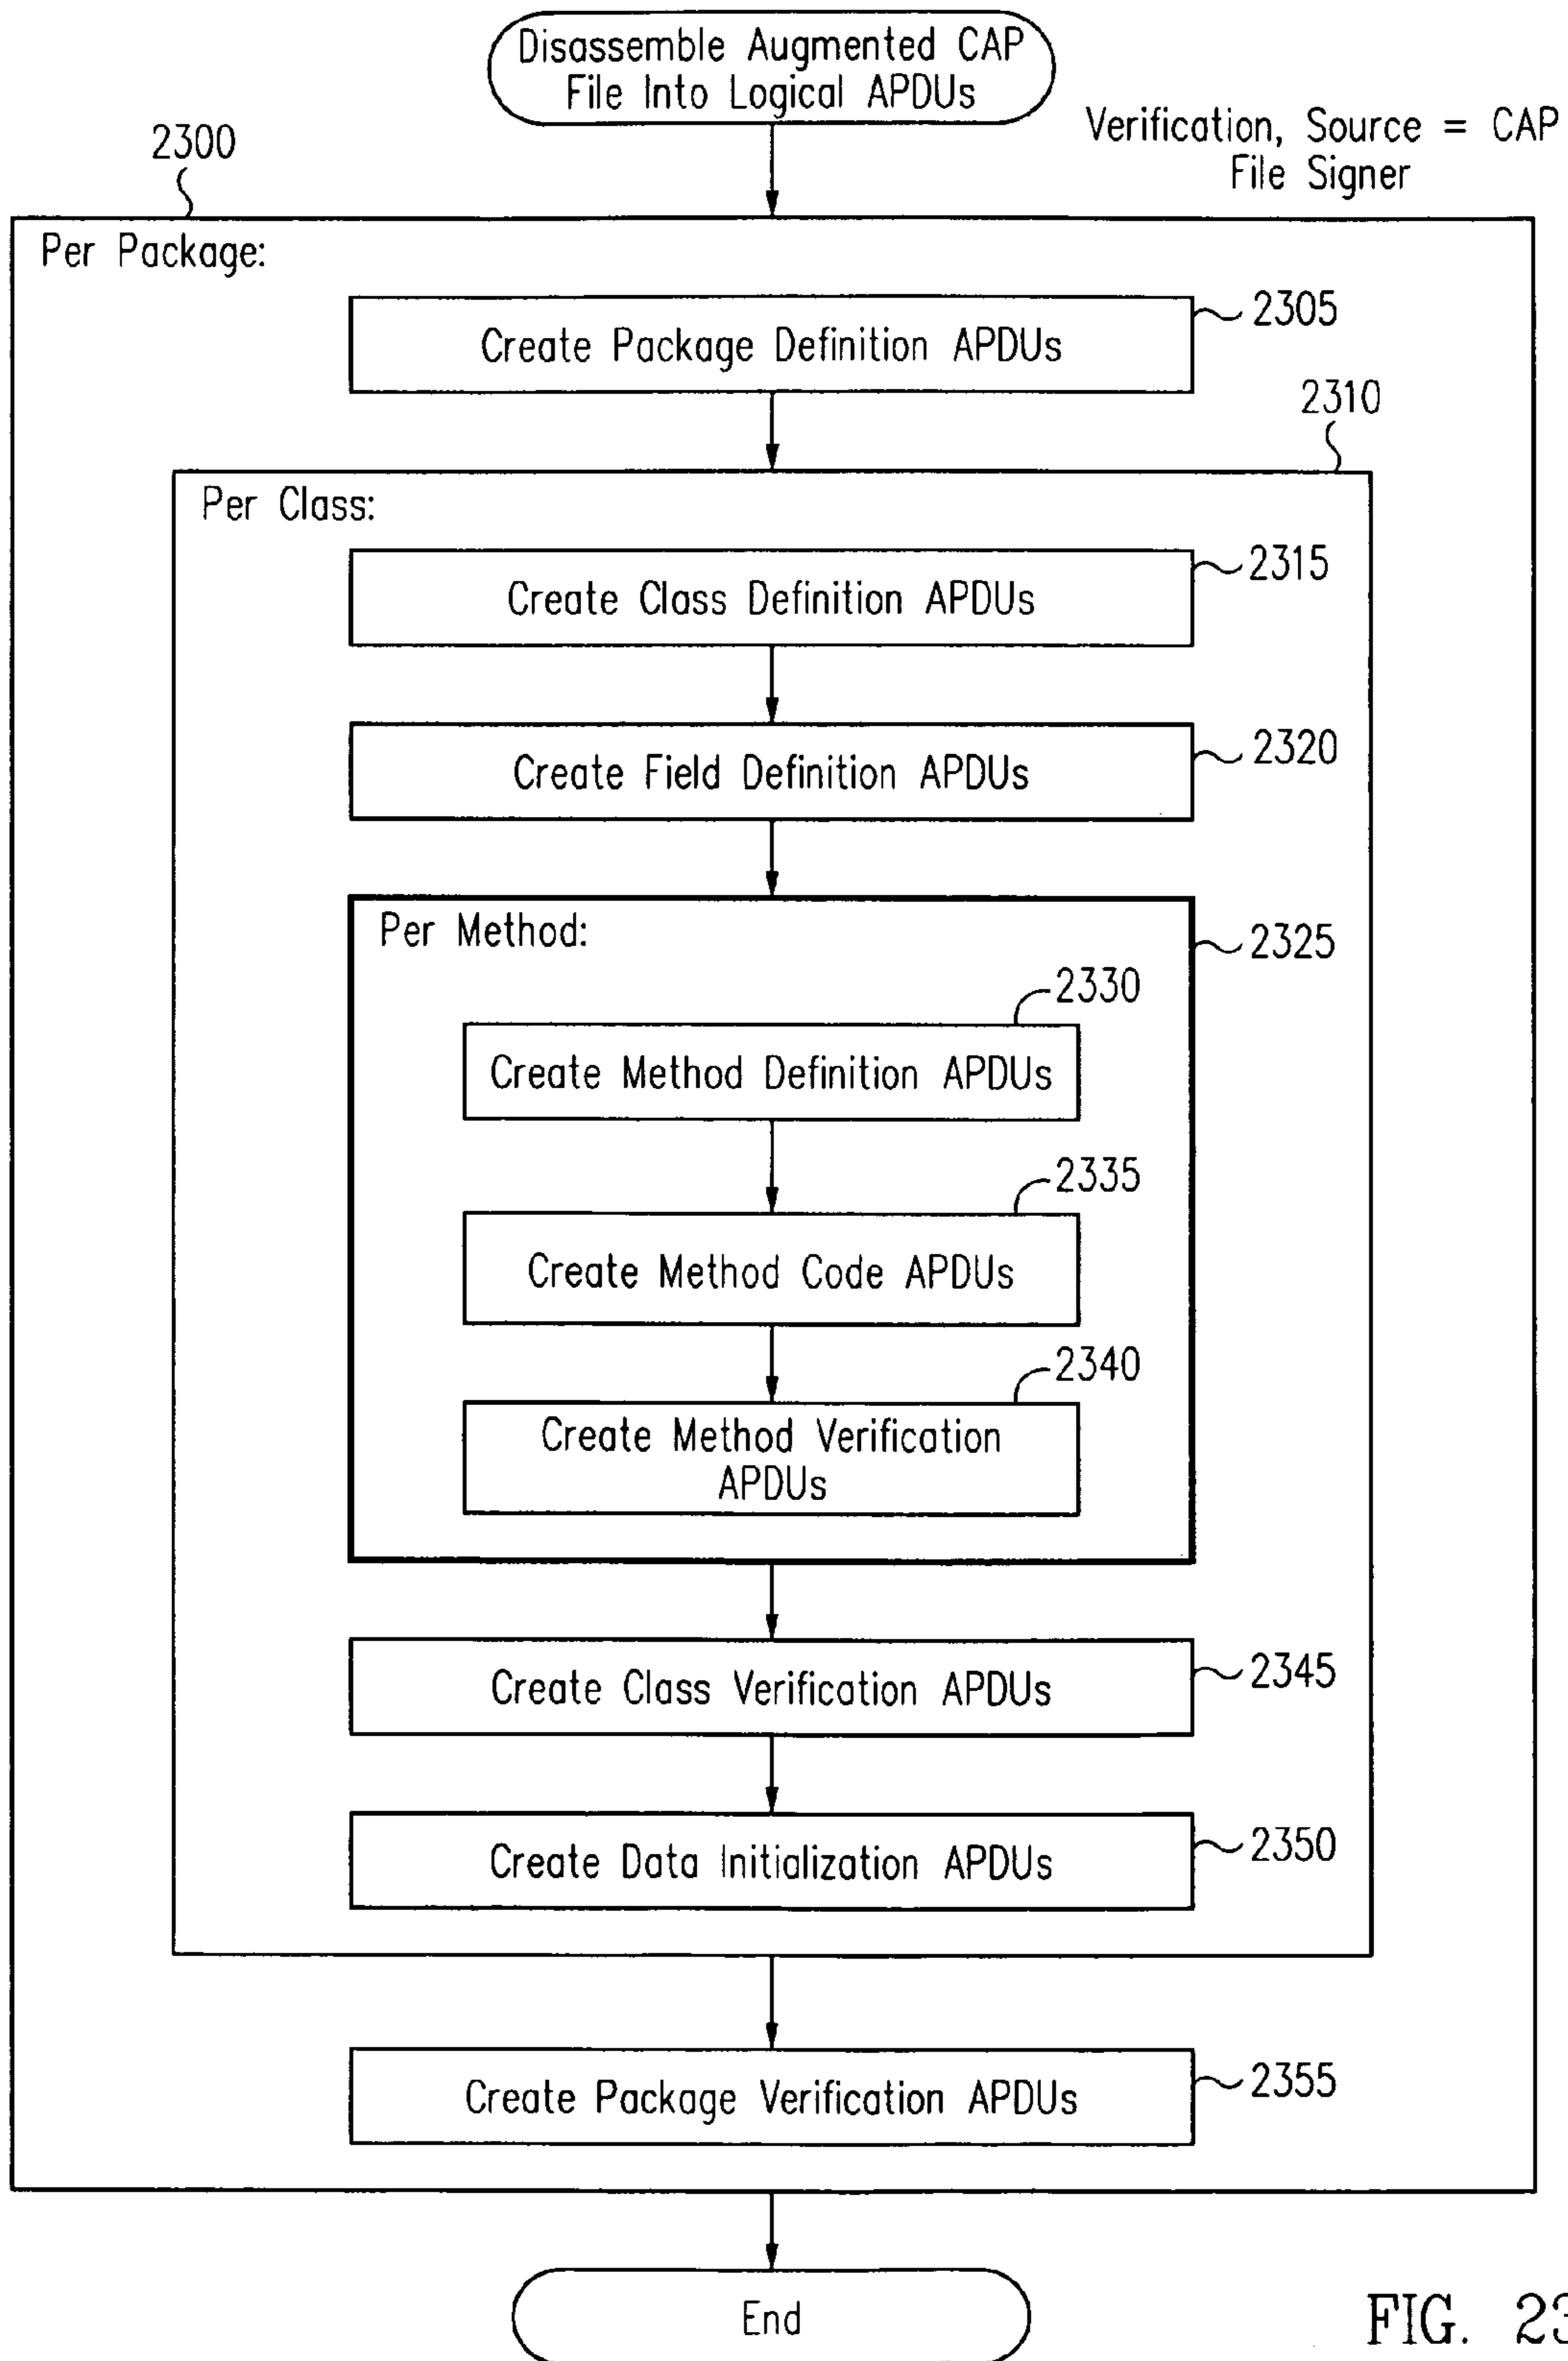 Disassemble Augmented CAP
File Into Logical APDUs
Verification, Source = CAP
File Signer
2300
Per Package:
2305
Create Package Definition APDUs
2310
Per Class:
2315
Create Class Definition APDUs
2320
Create Field Definition APDUs
Per Method:
2325
2330
Create Method Definition APDUs
2335
Create Method Code APDUs
2340
Create Method Verification
APDUs
2345
Create Class Verification APDUs
2350
Create Data Initialization APDUs
2355
Create Package Verification APDUs
End
FIG. 23